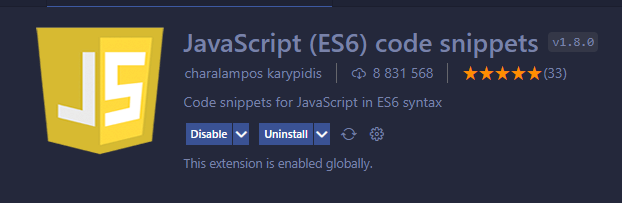 JS
JavaScript (ES6) code snippets v1.8.0
charalampos karypidis 8 831 568 (33)
Code snippets for JavaScript in ES6 syntax
Disable Uninstall
This extension is enabled globally.